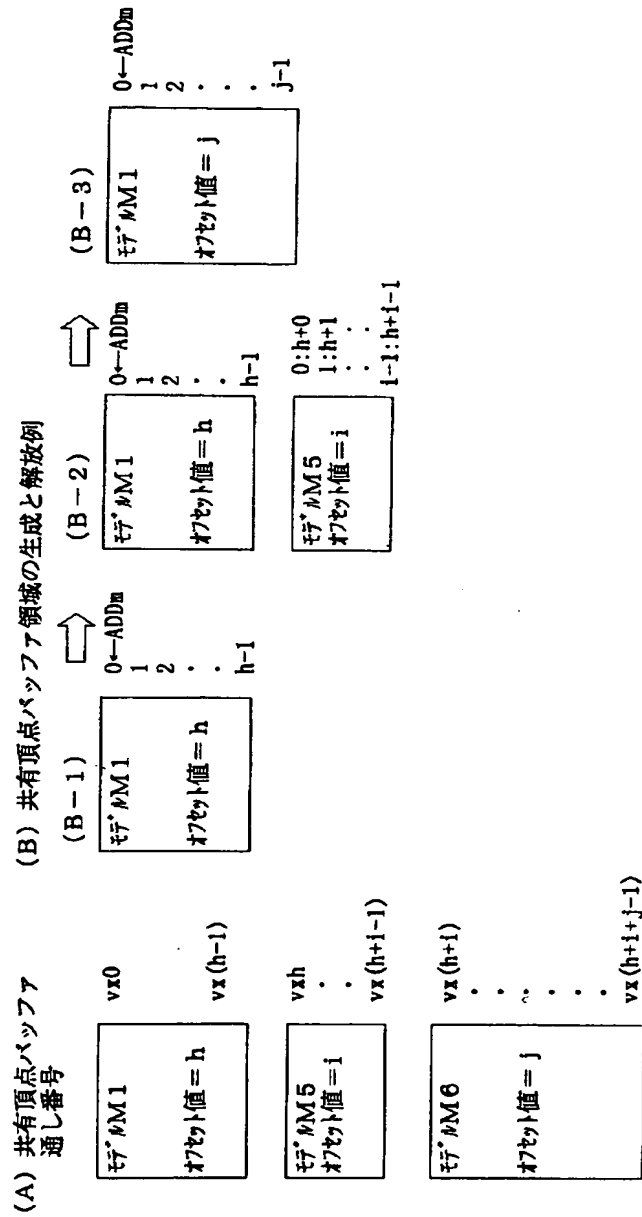 (A) 共有頂点バッファ
通し番号
モデルM1
オフセット値=h
vx0
vx(h-1)
モデルM5
オフセット値=i
vxh
・
・
vx(h+i-1)
モデルM6
オフセット値=j
vx(h+i)
・
・
・
・
・
・
vx(h+i+j-1)
(B) 共有頂点バッファ領域の生成と解放例
(B-1)
モデルM1
オフセット値=h
0←ADDm
1
2
・
・
h-1
(B-2)
モデルM1
オフセット値=h
0←ADDm
1
2
・
・
h-1
モデルM5
オフセット値=i
0:h+0
1:h+1
・ ・
・ ・
i-1:h+i-1
(B-3)
モデルM1
オフセット値=j
0←ADDm
1
2
・
・
・
j-1